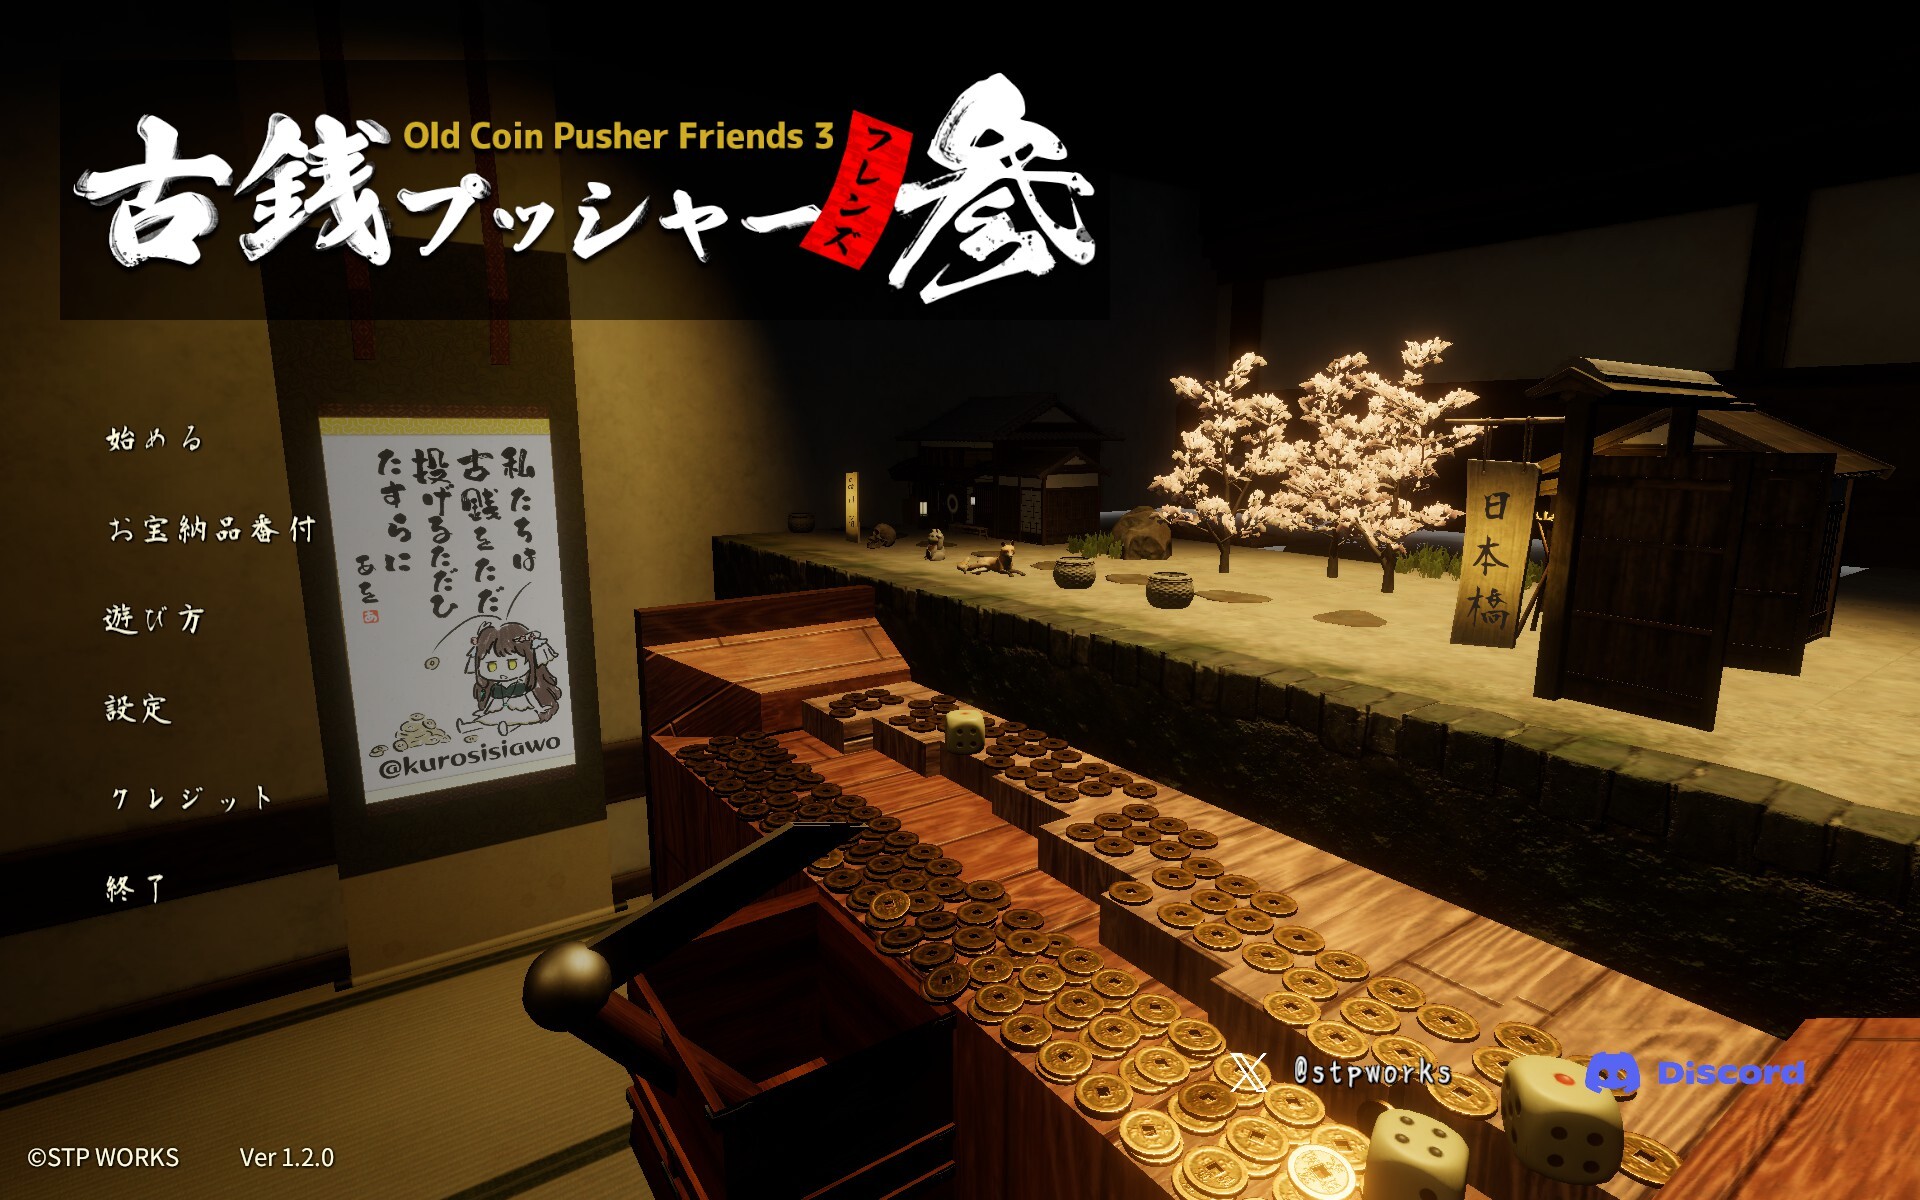 Old Coin Pusher Friends 3
古銭プッシャー
フレンズ
参
始める
お宝納品番付
遊び方
設定
クレジット
終了
私たちは
古銭をただ
投げるただひ
たすらに
あを
あ
@kurosisiawo
日本橋
@stpworks
Discord
©STP WORKS
Ver 1.2.0